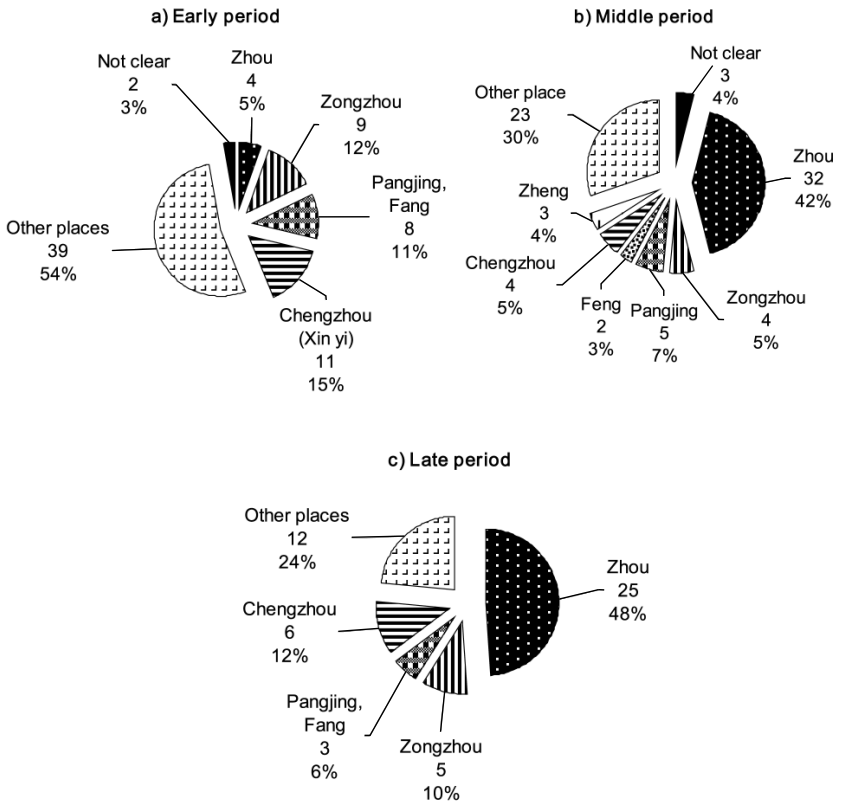 a) Early period
Not clear
2
3%
Zhou
4
5%
Zongzhou
9
12%
Pangjing,
Fang
8
11%
Chengzhou
(Xin yi)
11
15%
Other places
39
54%
b) Middle period
Not clear
3
4%
Zhou
32
42%
Zongzhou
4
5%
Pangjing
5
7%
Feng
2
3%
Chengzhou
4
5%
Zheng
3
4%
Other place
23
30%
c) Late period
Other places
12
24%
Zhou
25
48%
Zongzhou
5
10%
Pangjing,
Fang
3
6%
Chengzhou
6
12%